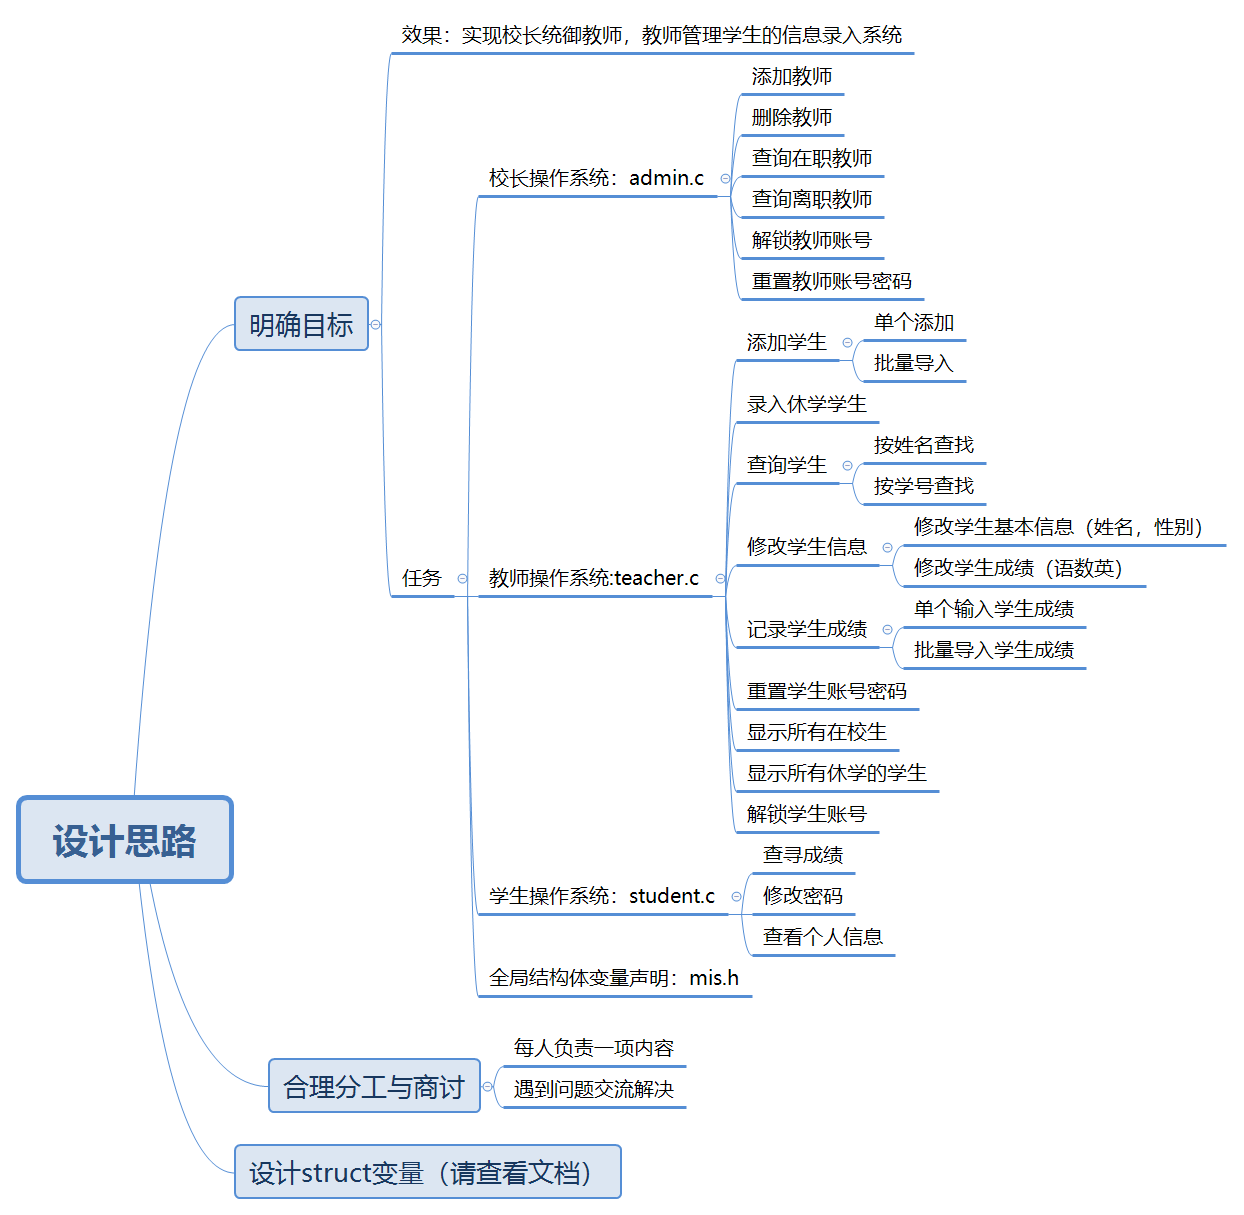 效果：实现校长统御教师，教师管理学生的信息录入系统
添加教师
删除教师
查询在职教师
校长操作系统：admin.c
查询离职教师
解锁教师账号
重置教师账号密码
明确目标
单个添加
添加学生
批量导入
录入休学学生
按姓名查找
查询学生
按学号查找
修改学生基本信息（姓名，性别）
修改学生信息
修改学生成绩（语数英）
任务
教师操作系统:teacher.c
单个输入学生成绩
记录学生成绩
批量导入学生成绩
重置学生账号密码
显示所有在校生
显示所有休学的学生
解锁学生账号
设计思路
查寻成绩
学生操作系统：student.c
修改密码
查看个人信息
全局结构体变量声明：mis.h
每人负责一项内容
合理分工与商讨
遇到问题交流解决
设计struct变量（请查看文档）